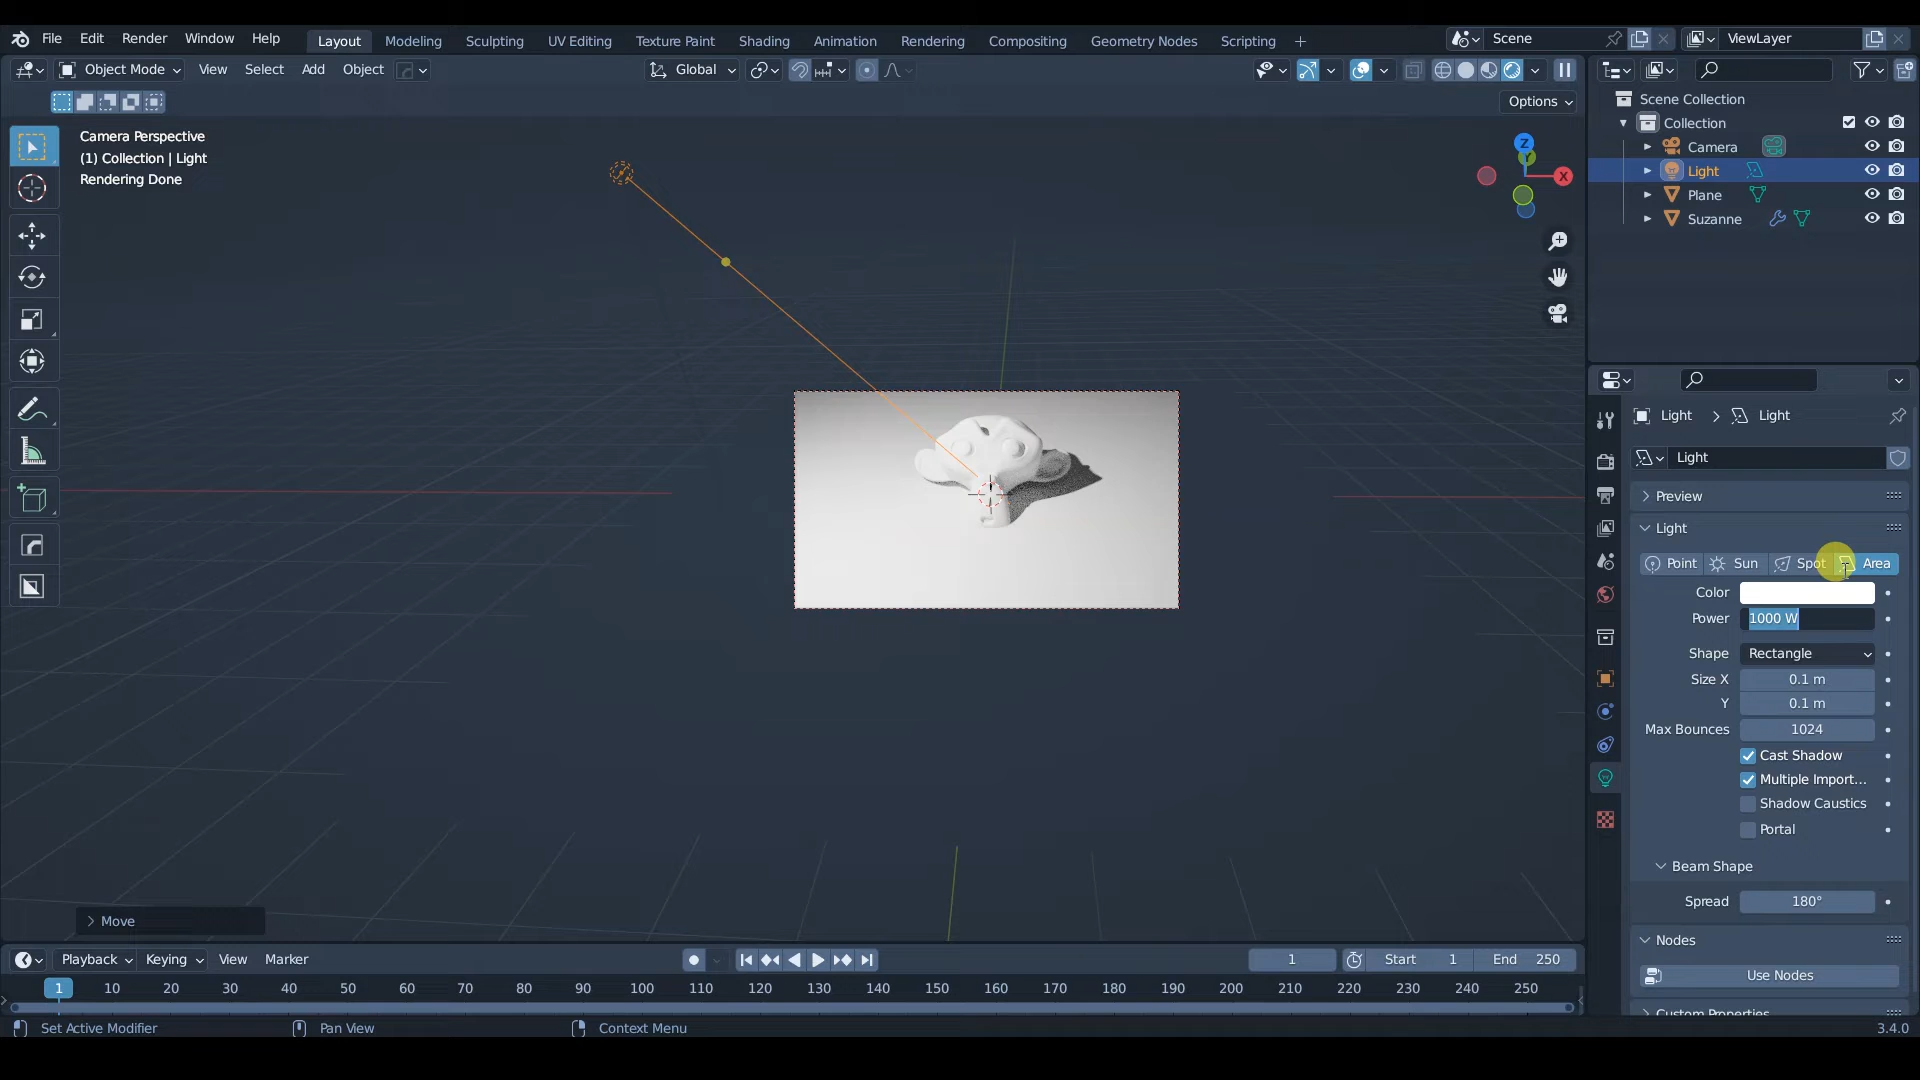 File Edit Render Window Help Layout Modeling Sculpting UV Editing Texture Paint Shading Animation Rendering Compositing Geometry Nodes Scripting + Scene ViewLayer
Object Mode View Select Add Object Global
Options
Camera Perspective
(1) Collection | Light
Rendering Done
Z
Y
X
Scene Collection
Collection
Camera
Light
Plane
Suzanne
Light > Light
Light
Preview
Light
Point Sun Spot Area
Color
Power 1000 W
Shape Rectangle
Size X 0.1 m
Y 0.1 m
Max Bounces 1024
Cast Shadow
Multiple Import...
Shadow Caustics
Portal
Beam Shape
Spread 180°
Nodes
Use Nodes
Custom Properties
Move
Playback Keying View Marker 1 Start 1 End 250
1 10 20 30 40 50 60 70 80 90 100 110 120 130 140 150 160 170 180 190 200 210 220 230 240 250
Set Active Modifier Pan View Context Menu 3.4.0